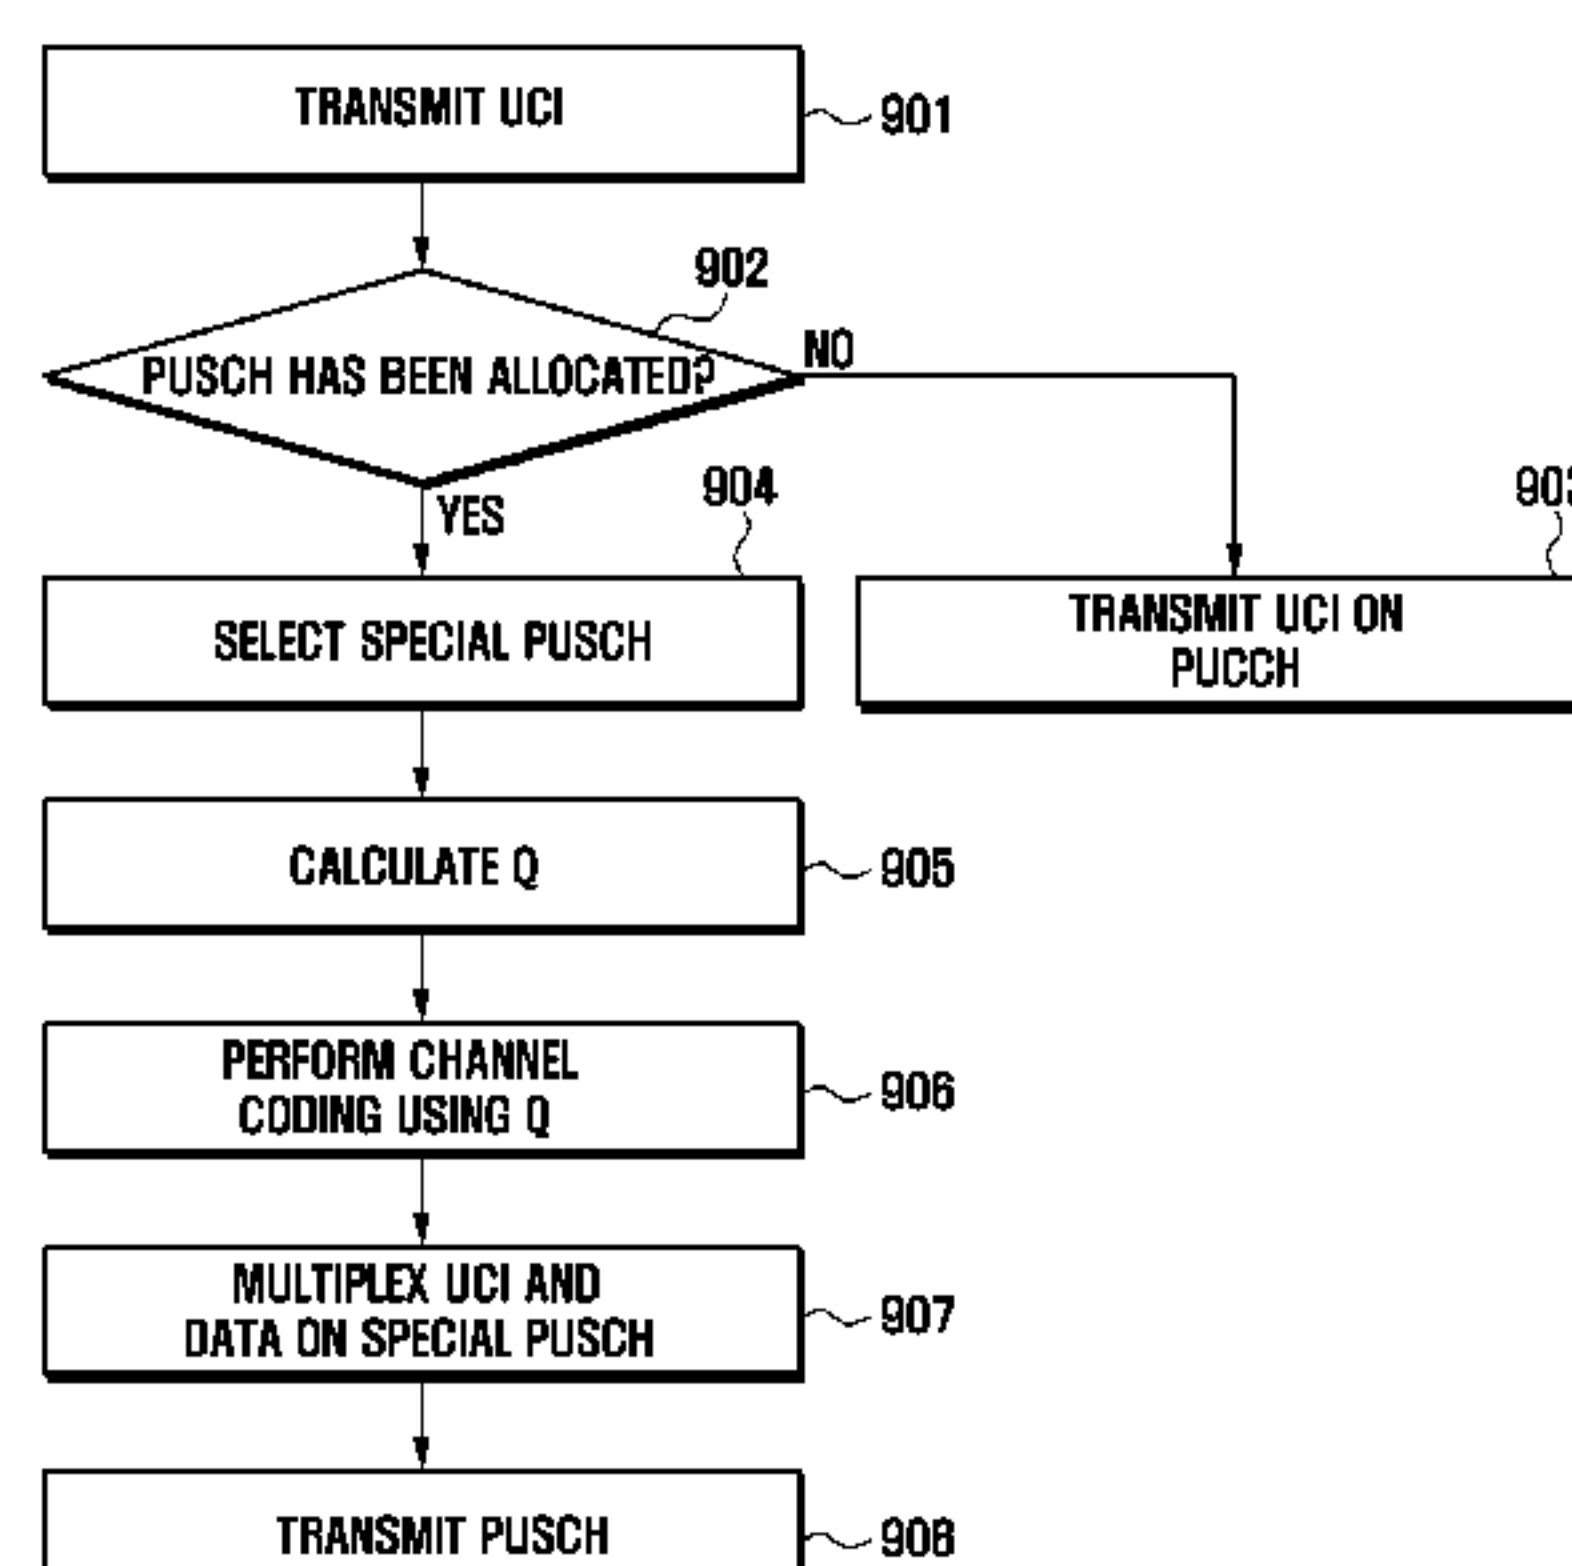 TRANSMIT UCI
901
902
PUSCH HAS BEEN ALLOCATED?
NO
YES
904
903
SELECT SPECIAL PUSCH
TRANSMIT UCI ON
PUCCH
CALCULATE Q
905
PERFORM CHANNEL
CODING USING Q
906
MULTIPLEX UCI AND
DATA ON SPECIAL PUSCH
907
TRANSMIT PUSCH
908